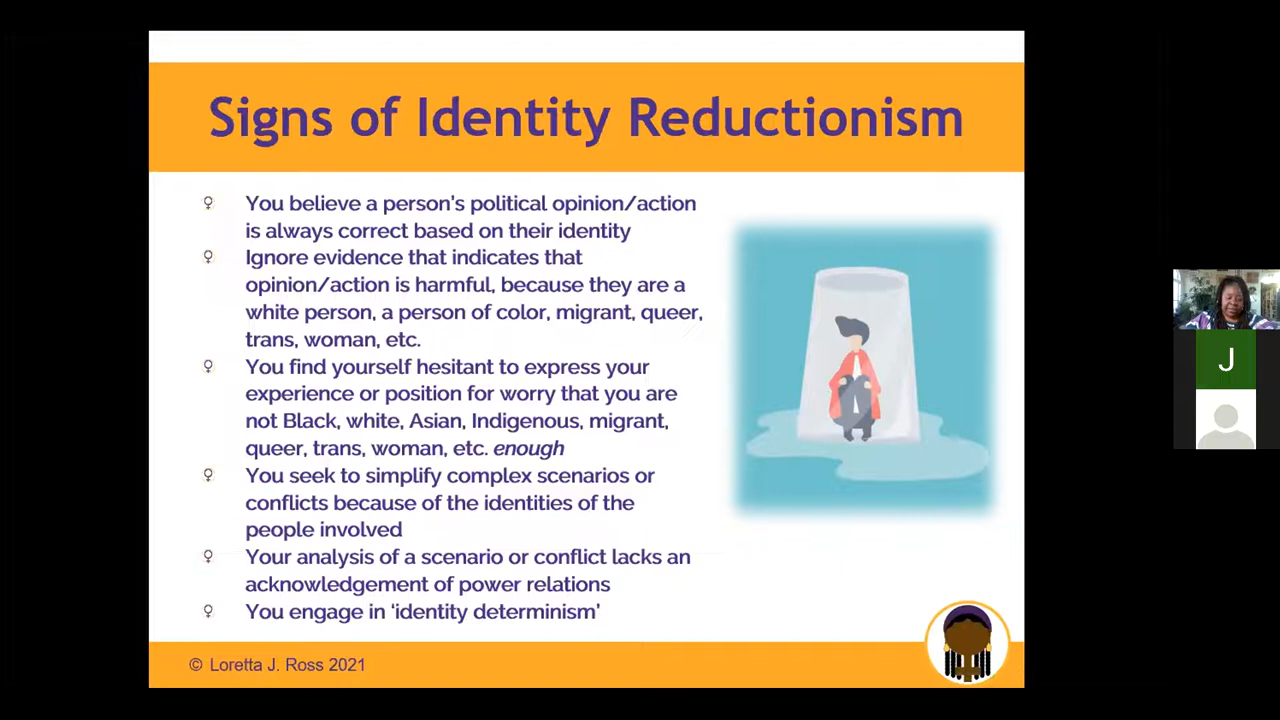 Signs of Identity Reductionism
♀ You believe a person's political opinion/action
is always correct based on their identity
♀ Ignore evidence that indicates that
opinion/action is harmful, because they are a
white person, a person of color, migrant, queer,
trans, woman, etc.
♀ You find yourself hesitant to express your
experience or position for worry that you are
not Black, white, Asian, Indigenous, migrant,
queer, trans, woman, etc. enough
♀ You seek to simplify complex scenarios or
conflicts because of the identities of the
people involved
♀ Your analysis of a scenario or conflict lacks an
acknowledgement of power relations
♀ You engage in ‘identity determinism’
© Loretta J. Ross 2021
J